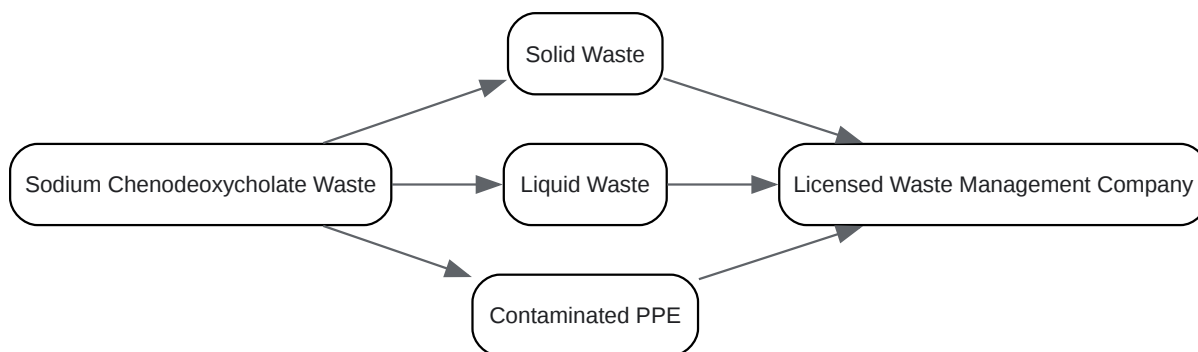 Solid Waste
Sodium Chenodeoxycholate Waste
Liquid Waste
Licensed Waste Management Company
Contaminated PPE